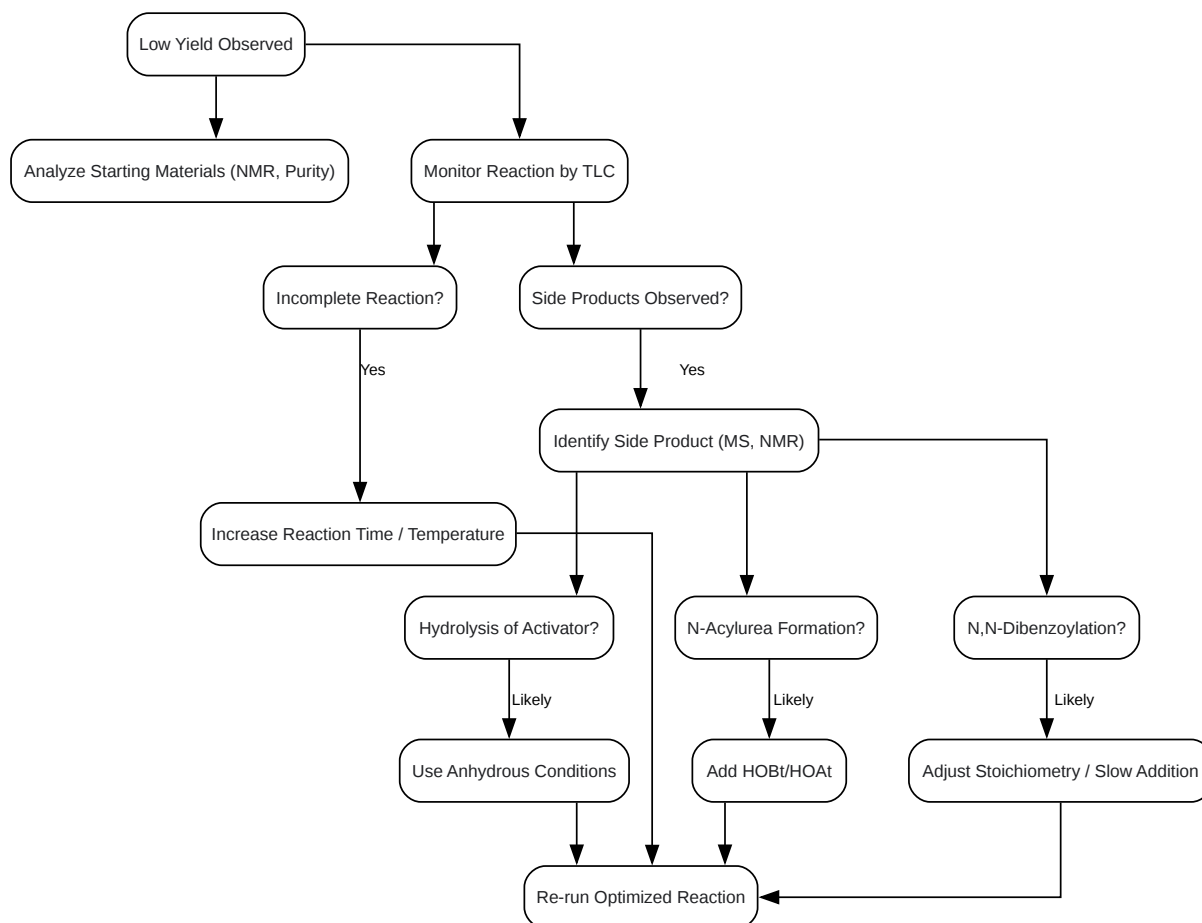 Low Yield Observed
Analyze Starting Materials (NMR, Purity)
Monitor Reaction by TLC
Incomplete Reaction?
Side Products Observed?
Yes
Yes
Identify Side Product (MS, NMR)
Increase Reaction Time / Temperature
Hydrolysis of Activator?
N-Acylurea Formation?
N,N-Dibenzoylation?
Likely
Likely
Likely
Use Anhydrous Conditions
Add HOBt/HOAt
Adjust Stoichiometry / Slow Addition
Re-run Optimized Reaction